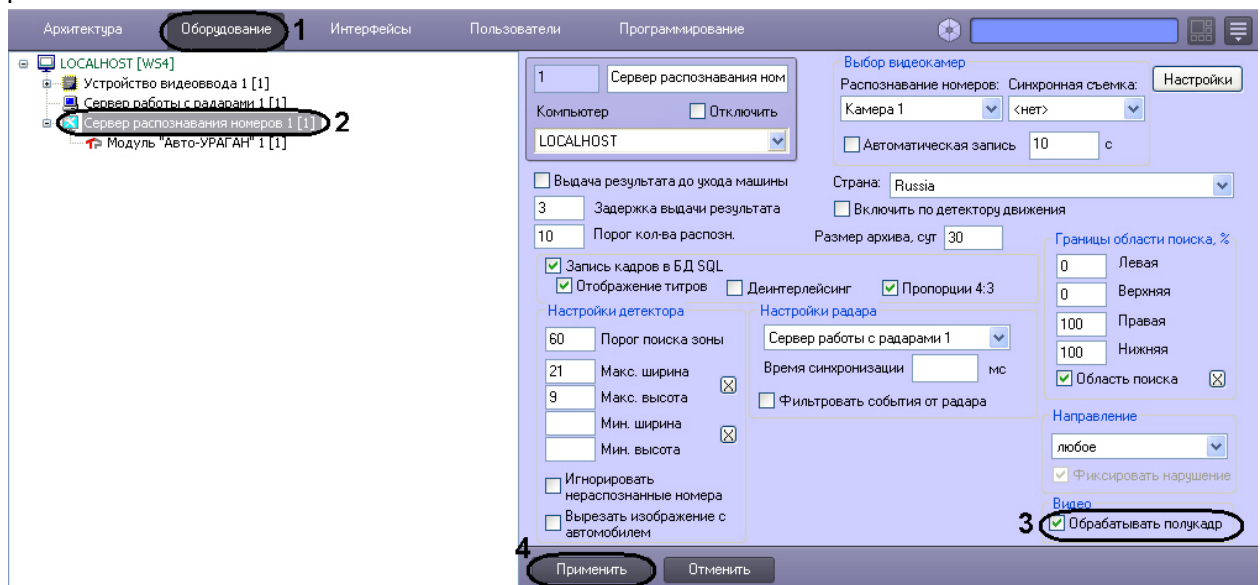 Архитектура Оборудование 1 Интерфейсы Пользователи Программирование
LOCALHOST [WS4]
Устройство видеоввода 1 [1]
Сервер работы с радарами 1 [1]
Сервер распознавания номеров 1 [1] 2
Модуль "Авто-УРАГАН" 1 [1]
1 Сервер распознавания ном
Компьютер Отключить
LOCALHOST
Выбор видеокамер
Распознавание номеров: Синхронная съемка:
Камера 1 <нет>
Настройки
Автоматическая запись 10 с
Выдача результата до ухода машины
3 Задержка выдачи результата
10 Порог кол-ва распозн.
Страна: Russia
Включить по детектору движения
Размер архива, сут 30
Запись кадров в БД SQL
Отображение титров Деинтерлейсинг Пропорции 4:3
Границы области поиска, %
0 Левая
0 Верхняя
100 Правая
100 Нижняя
Область поиска
Настройки детектора
60 Порог поиска зоны
21 Макс. ширина
9 Макс. высота
Мин. ширина
Мин. высота
Игнорировать
нераспознанные номера
Вырезать изображение с
автомобилем
Настройки радара
Сервер работы с радарами 1
Время синхронизации мс
Фильтровать события от радара
Направление
любое
Фиксировать нарушение
Видео
3 Обрабатывать полукадр
4
Применить Отменить